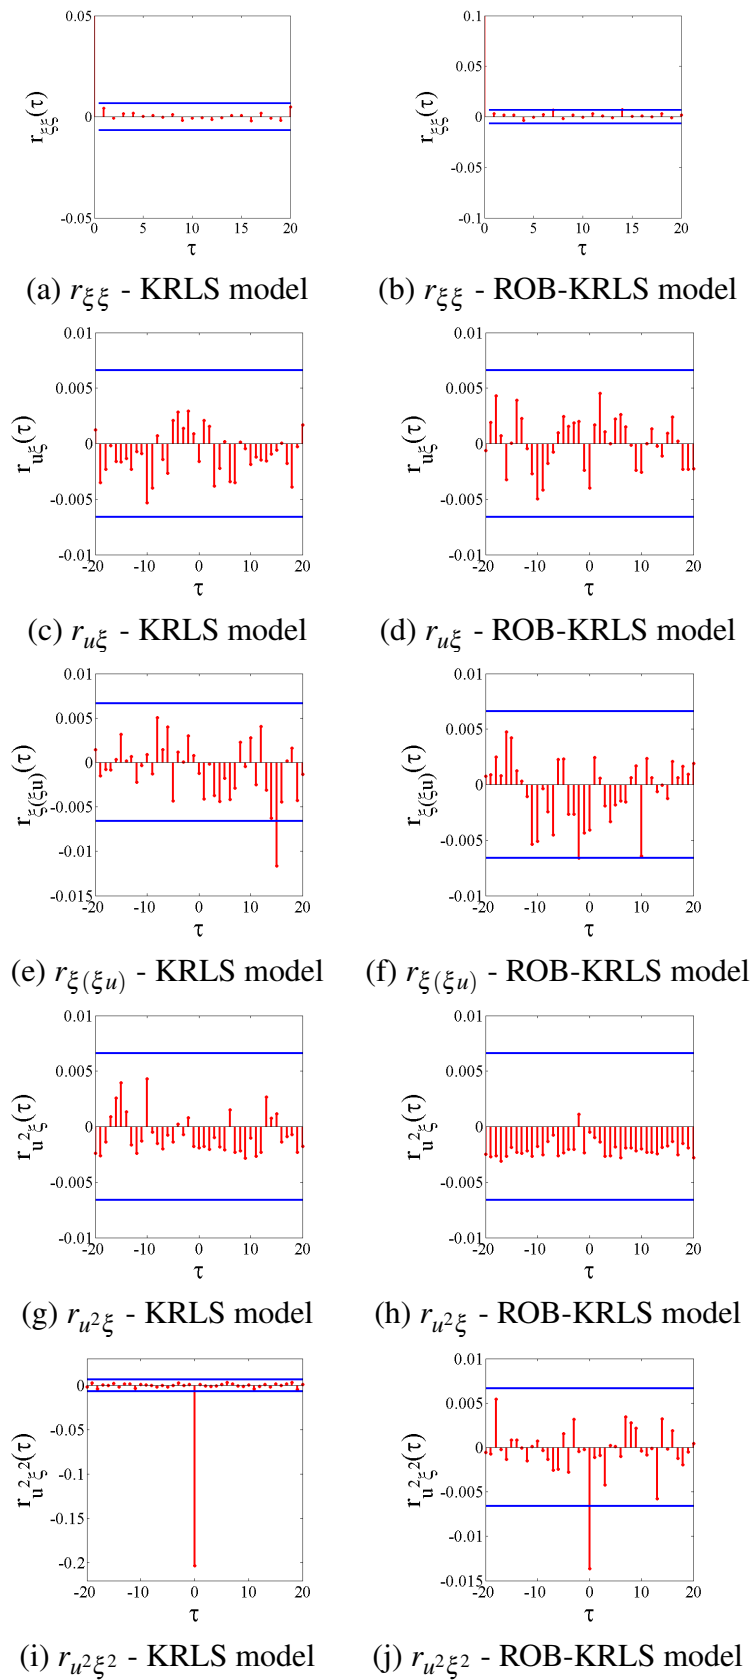 0.05 0.1
0.05
0 0
-0.05 -0.1
0 5 10 15 20 0 5 10 15 20
r_ξξ(τ) r_ξξ(τ)
τ τ
(a) r_ξξ - KRLS model (b) r_ξξ - ROB-KRLS model
0.01 0.01
0.005 0.005
0 0
-0.005 -0.005
-0.01 -0.01
-20 -10 0 10 20 -20 -10 0 10 20
r_uξ(τ) r_uξ(τ)
τ τ
(c) r_uξ - KRLS model (d) r_uξ - ROB-KRLS model
0.01 0.01
0.005 0.005
0 0
-0.005 -0.005
-0.01 -0.01
-0.015
-20 -10 0 10 20 -20 -10 0 10 20
r_ξ(ξu)(τ) r_ξ(ξu)(τ)
τ τ
(e) r_ξ(ξu) - KRLS model (f) r_ξ(ξu) - ROB-KRLS model
0.01 0.01
0.005 0.005
0 0
-0.005 -0.005
-0.01 -0.01
-20 -10 0 10 20 -20 -10 0 10 20
r_u²ξ(τ) r_u²ξ(τ)
τ τ
(g) r_u²ξ - KRLS model (h) r_u²ξ - ROB-KRLS model
0 0.01
-0.05 0.005
-0.1 0
-0.15 -0.005
-0.2 -0.01
-0.015
-20 -10 0 10 20 -20 -10 0 10 20
r_u²ξ²(τ) r_u²ξ²(τ)
τ τ
(i) r_u²ξ² - KRLS model (j) r_u²ξ² - ROB-KRLS model